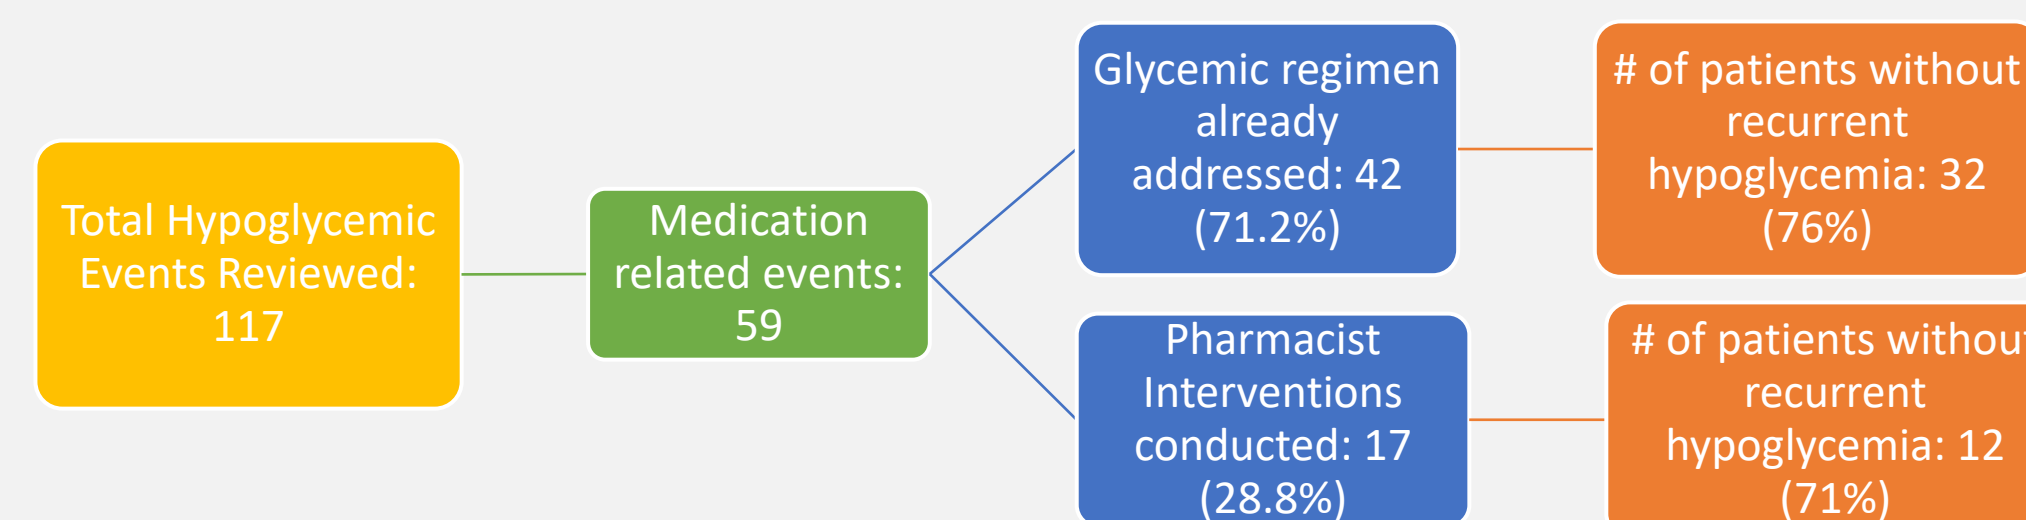 Total Hypoglycemic
Events Reviewed:
117
Medication
related events:
59
Glycemic regimen
already
addressed: 42
(71.2%)
# of patients without
recurrent
hypoglycemia: 32
(76%)
Pharmacist
Interventions
conducted: 17
(28.8%)
# of patients without
recurrent
hypoglycemia: 12
(71%)